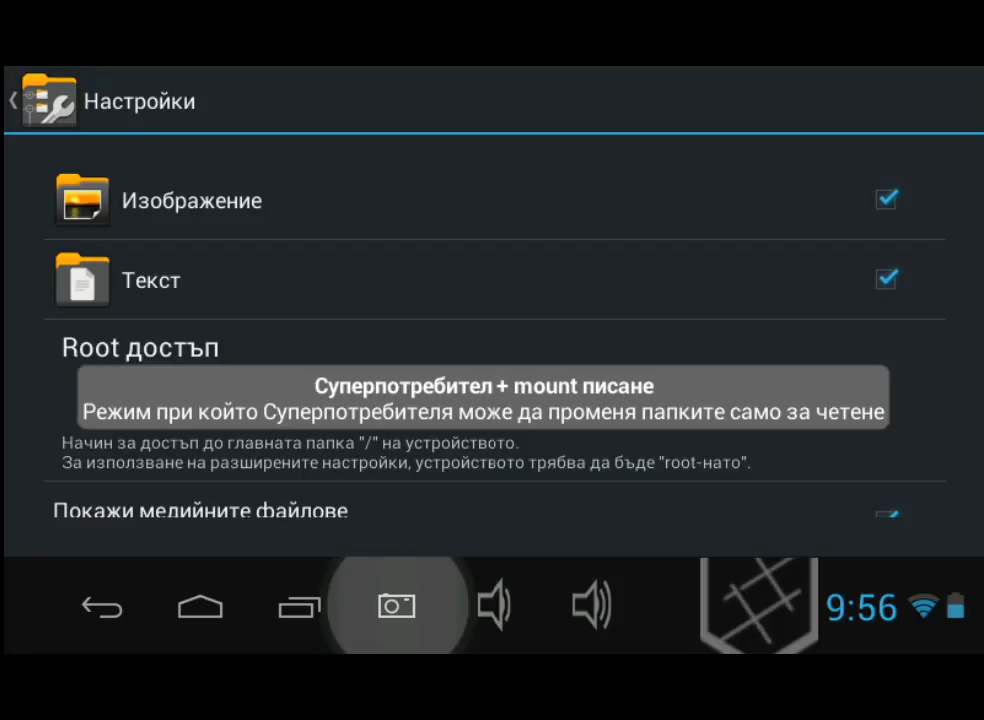 Настройки
Изображение
Текст
Root достъп
Суперпотребител + mount писане
Режим при който Суперпотребителя може да променя папките само за четене
Начин за достъп до главната папка "/" на устройството.
За използване на разширените настройки, устройството трябва да бъде "root-нато".
Покажи медийните файлове
9:56